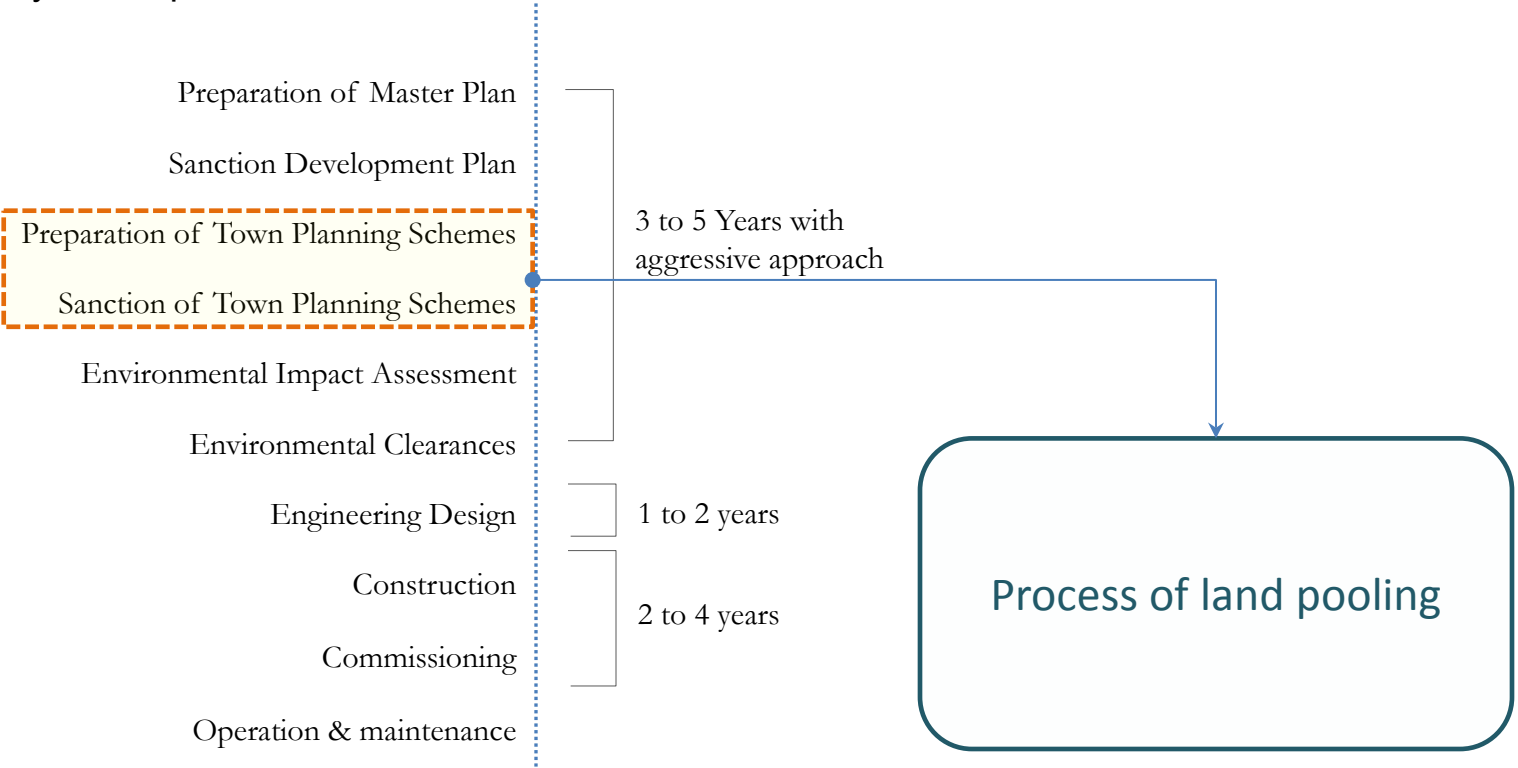 Preparation of Master Plan
Sanction Development Plan
Preparation of Town Planning Schemes
Sanction of Town Planning Schemes
Environmental Impact Assessment
Environmental Clearances
Engineering Design
Construction
Commissioning
Operation & maintenance
3 to 5 Years with
aggressive approach
1 to 2 years
2 to 4 years
Process of land pooling